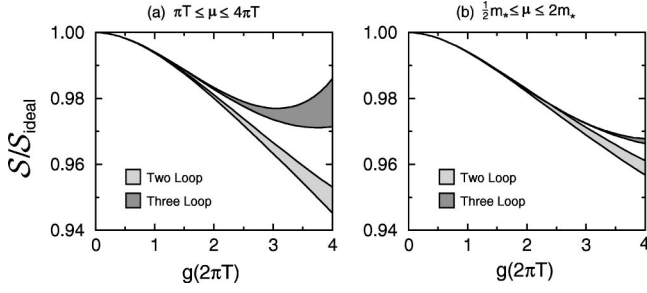 (a) πT ≤ μ ≤ 4πT
(b) ½m* ≤ μ ≤ 2m*
1.00
0.98
0.96
0.94
S/S_ideal
Two Loop
Three Loop
0 1 2 3 4
g(2πT)
1.00
0.98
0.96
0.94
Two Loop
Three Loop
0 1 2 3 4
g(2πT)